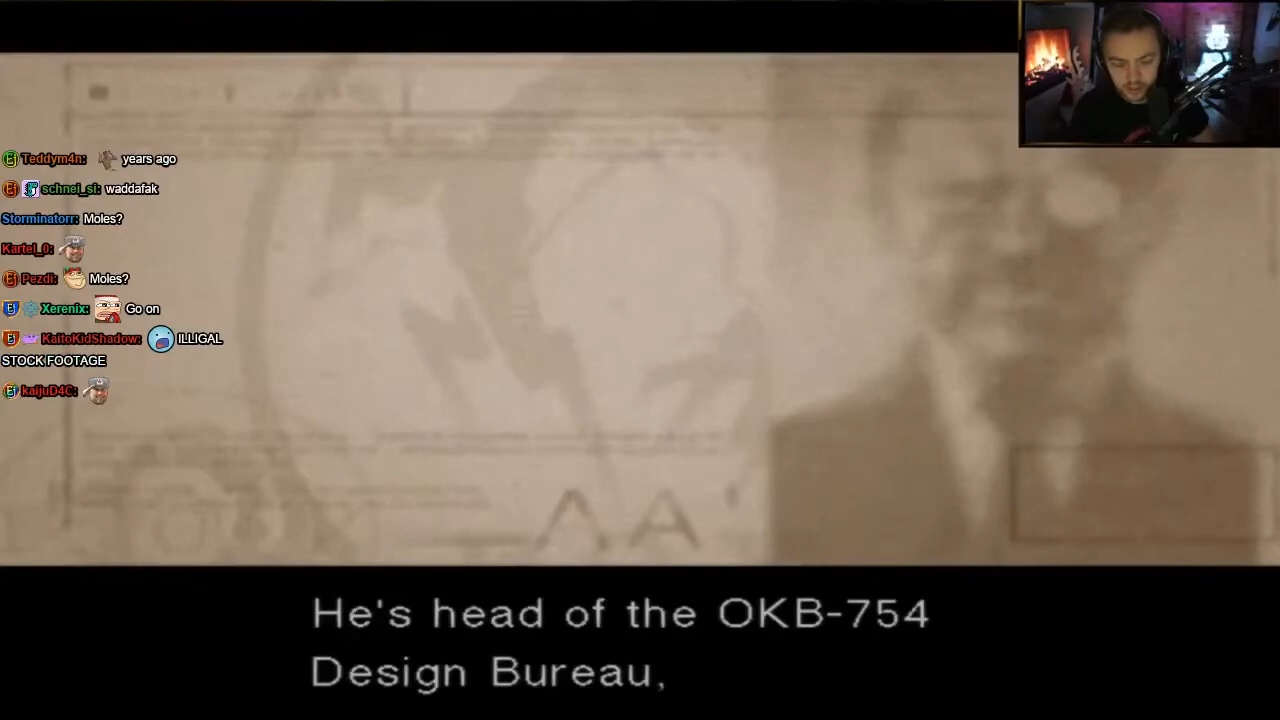 Teddym4n: years ago
schnei_si: waddafak
Storminatorr: Moles?
Kartel_0:
Pezdi: Moles?
Xerenix: Go on
KaitoKidShadow: ILLIGAL
STOCK FOOTAGE
kaijuD4C:
He's head of the OKB-754
Design Bureau,